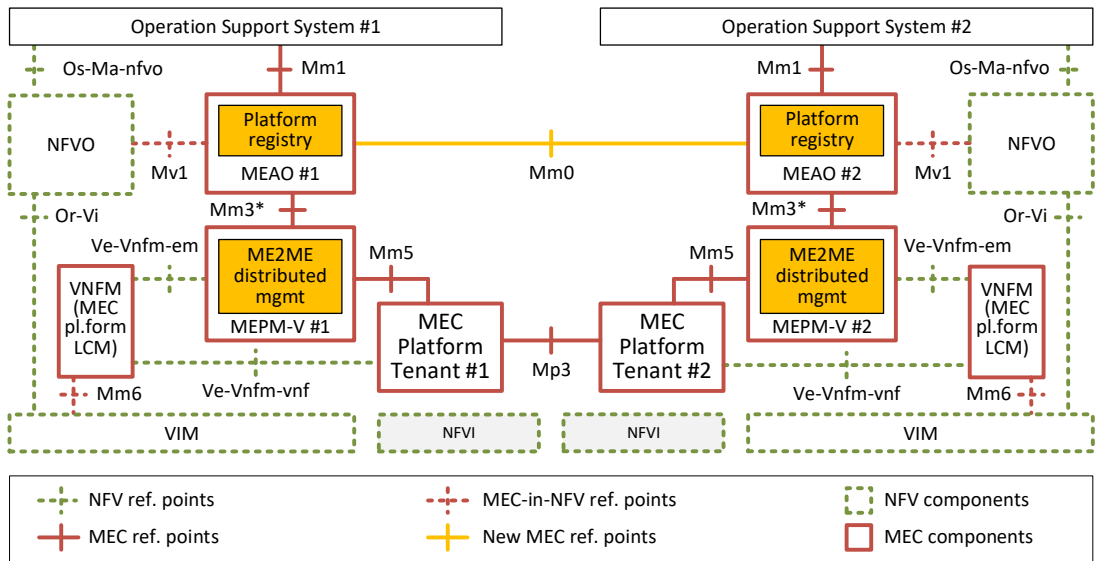 Operation Support System #1
Operation Support System #2
Os-Ma-nfvo
Mm1
Mm1
Os-Ma-nfvo
NFVO
Mv1
Platform
registry
MEAO #1
Mm0
Platform
registry
MEAO #2
Mv1
NFVO
Or-Vi
Mm3*
Mm3*
Or-Vi
Ve-Vnfm-em
Mm5
Mm5
Ve-Vnfm-em
VNFM
(MEC
pl.form
LCM)
ME2ME
distributed
mgmt
MEPM-V #1
MEC
Platform
Tenant #1
Mp3
MEC
Platform
Tenant #2
ME2ME
distributed
mgmt
MEPM-V #2
VNFM
(MEC
pl.form
LCM)
Mm6
Ve-Vnfm-vnf
Ve-Vnfm-vnf
Mm6
VIM
NFVI
NFVI
VIM
NFV ref. points
MEC-in-NFV ref. points
NFV components
MEC ref. points
New MEC ref. points
MEC components